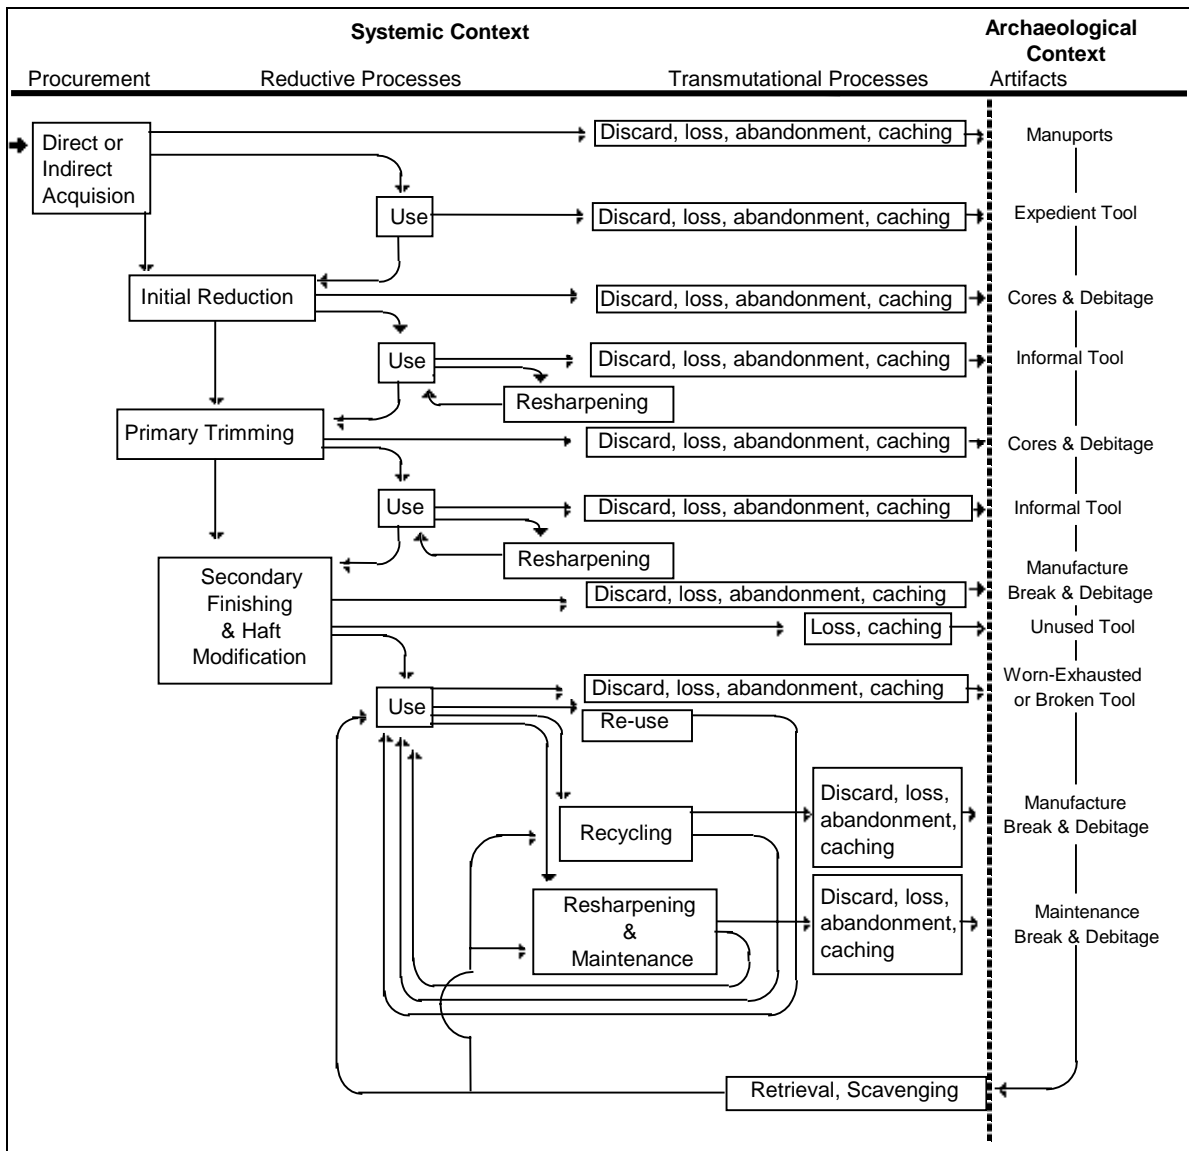 Systemic Context
Archaeological
Context
Procurement
Reductive Processes
Transmutational Processes
Artifacts
Direct or
Indirect
Acquision
Discard, loss, abandonment, caching
Manuports
Use
Discard, loss, abandonment, caching
Expedient Tool
Initial Reduction
Discard, loss, abandonment, caching
Cores & Debitage
Use
Discard, loss, abandonment, caching
Informal Tool
Resharpening
Primary Trimming
Discard, loss, abandonment, caching
Cores & Debitage
Use
Discard, loss, abandonment, caching
Informal Tool
Resharpening
Secondary
Finishing
& Haft
Modification
Discard, loss, abandonment, caching
Manufacture
Break & Debitage
Loss, caching
Unused Tool
Use
Discard, loss, abandonment, caching
Worn-Exhausted
or Broken Tool
Re-use
Recycling
Discard, loss,
abandonment,
caching
Manufacture
Break & Debitage
Resharpening
&
Maintenance
Discard, loss,
abandonment,
caching
Maintenance
Break & Debitage
Retrieval, Scavenging